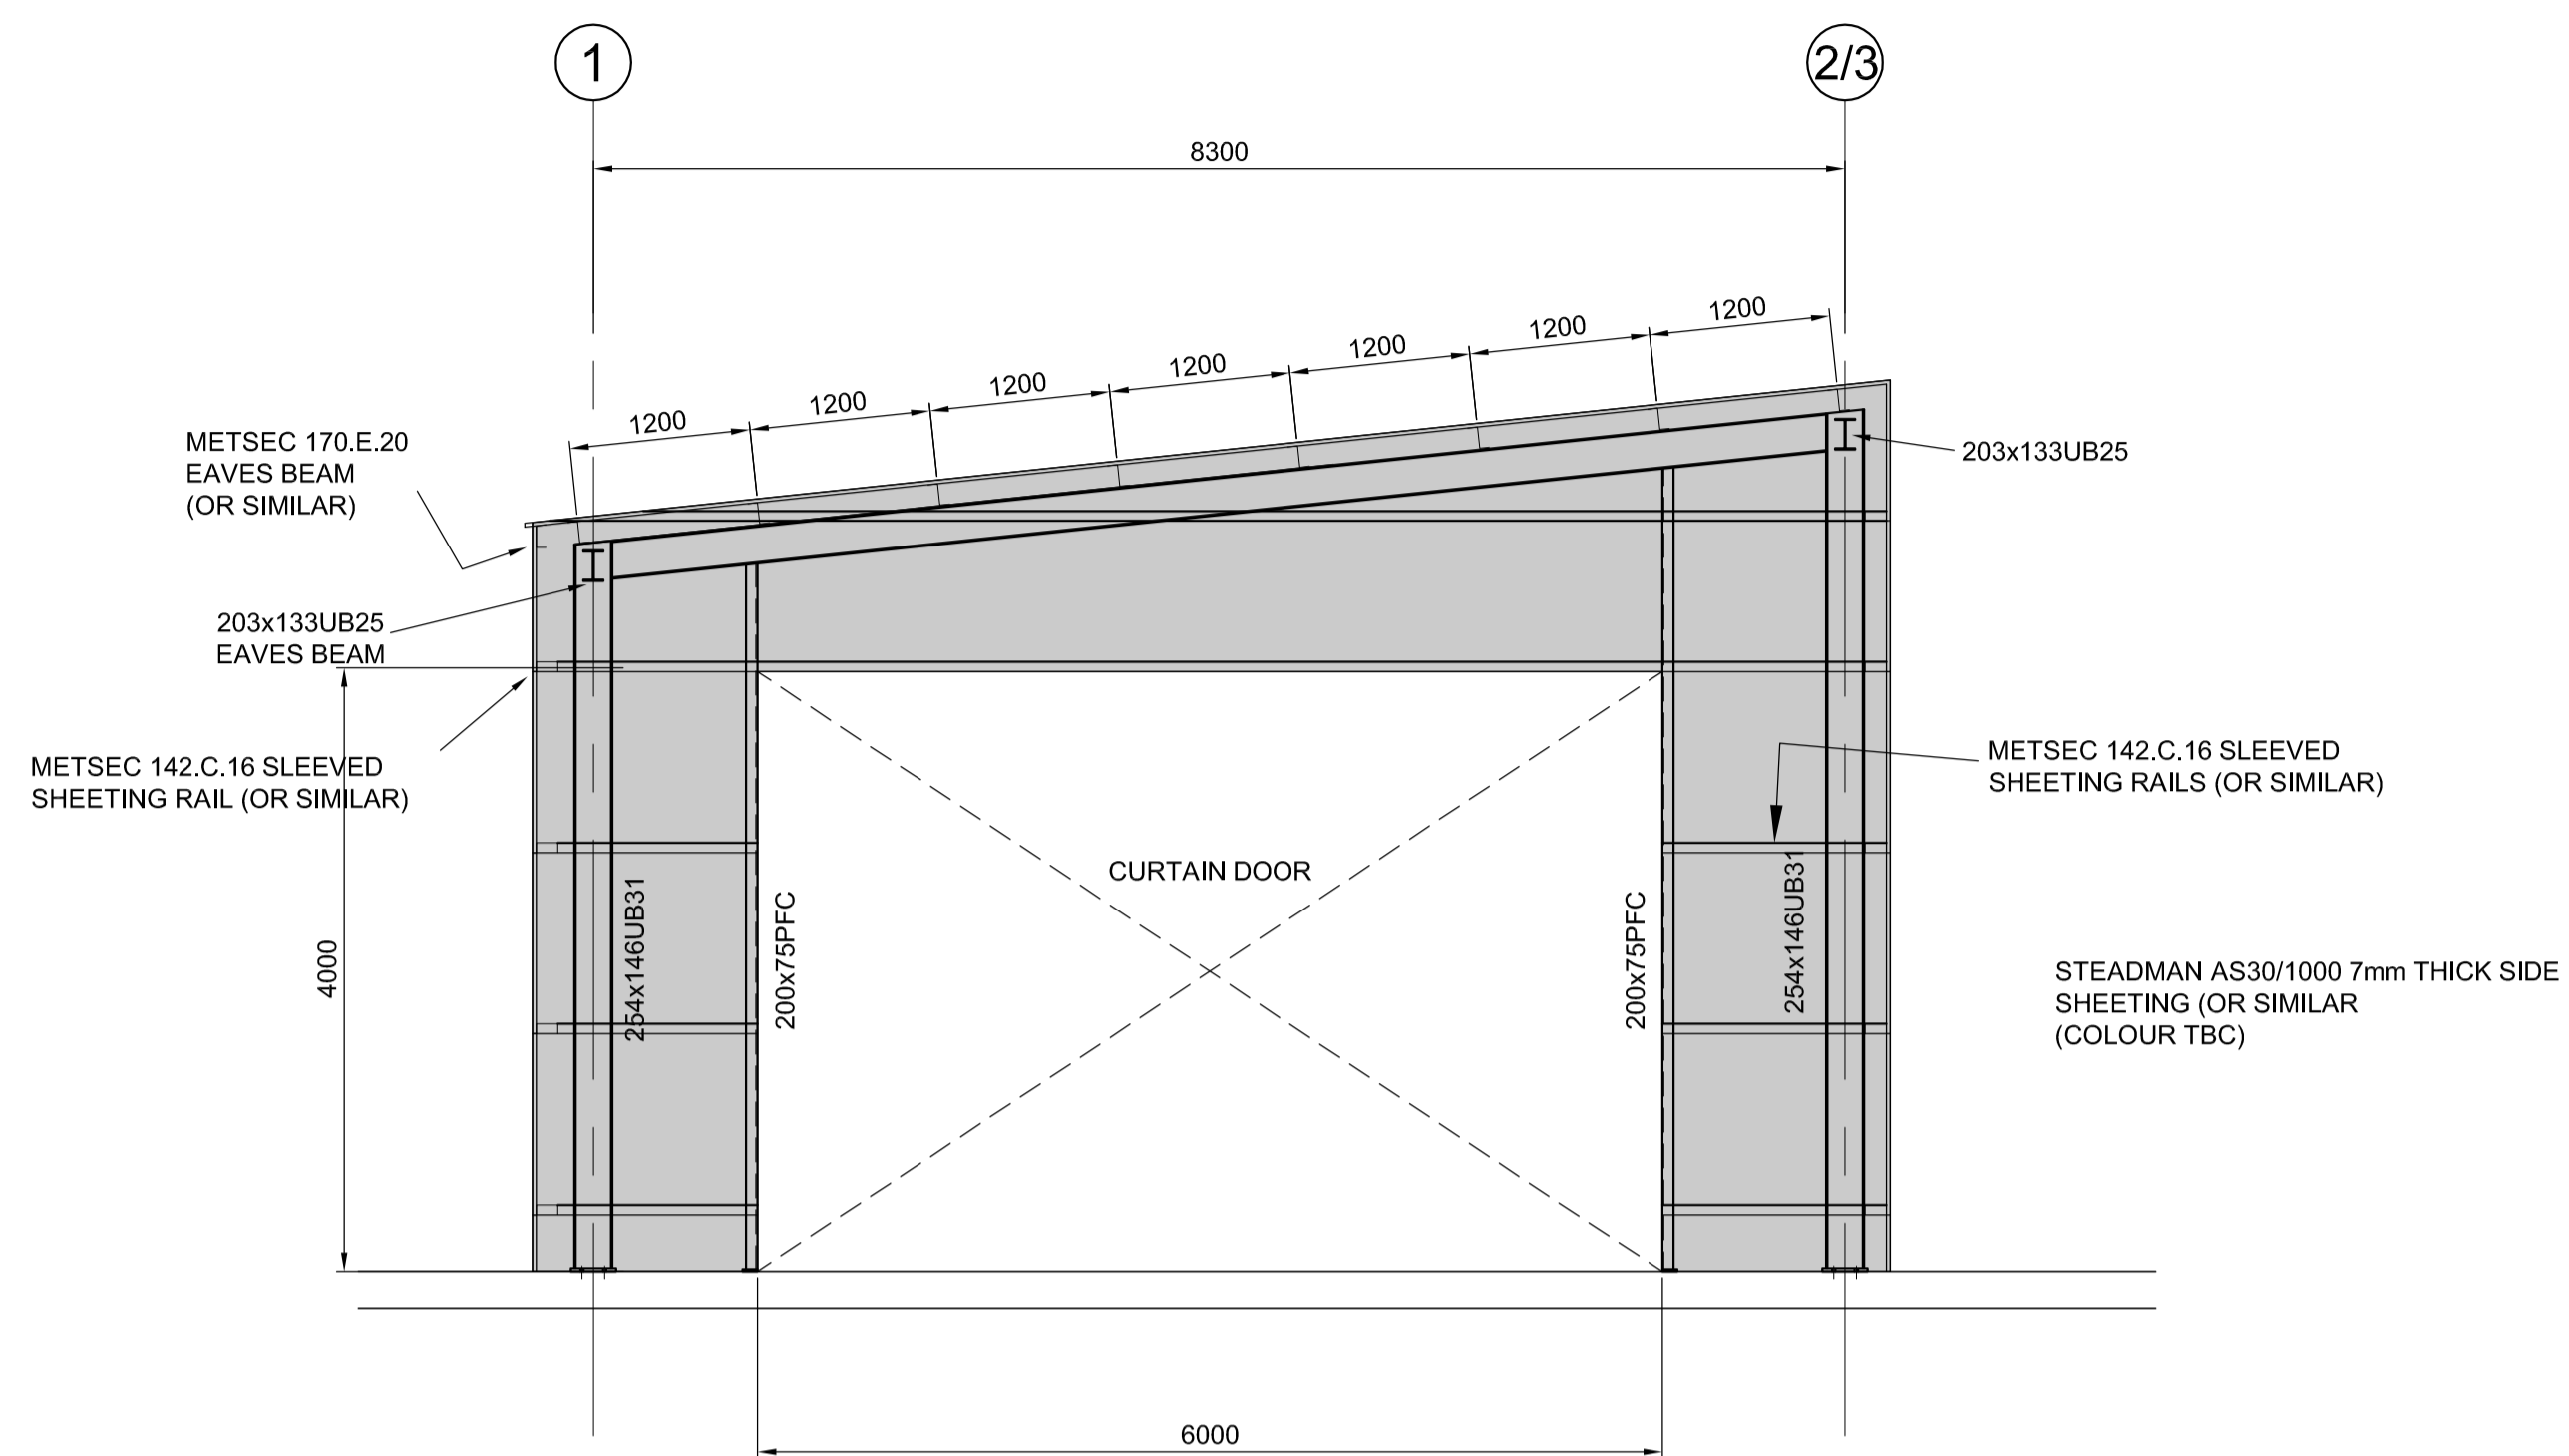 1
2/3
8300
1200
1200
1200
1200
1200
1200
1200
METSEC 170.E.20
EAVES BEAM
(OR SIMILAR)
203x133UB25
203x133UB25
EAVES BEAM
METSEC 142.C.16 SLEEVED
SHEETING RAIL (OR SIMILAR)
METSEC 142.C.16 SLEEVED
SHEETING RAILS (OR SIMILAR)
CURTAIN DOOR
4000
254x146UB31
200x75PFC
200x75PFC
254x146UB31
STEADMAN AS30/1000 7mm THICK SIDE
SHEETING (OR SIMILAR
(COLOUR TBC)
6000